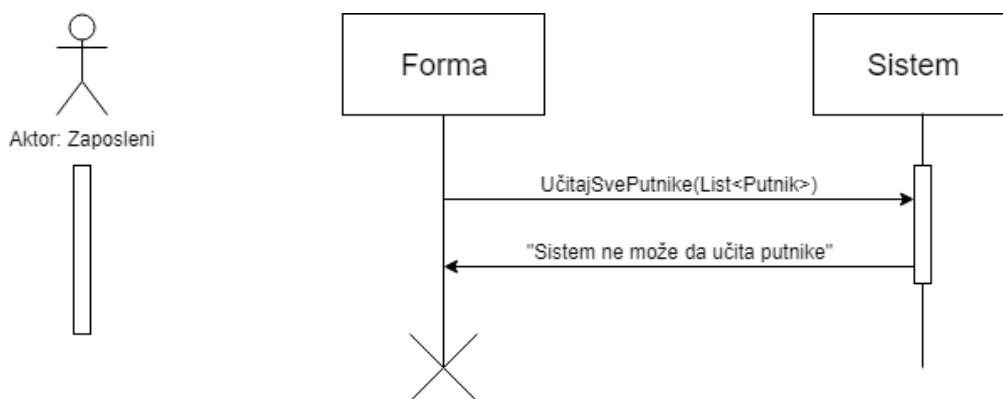 Forma
Sistem
Aktor: Zaposleni
UčitajSvePutnike(List<Putnik>)
"Sistem ne može da učita putnike"